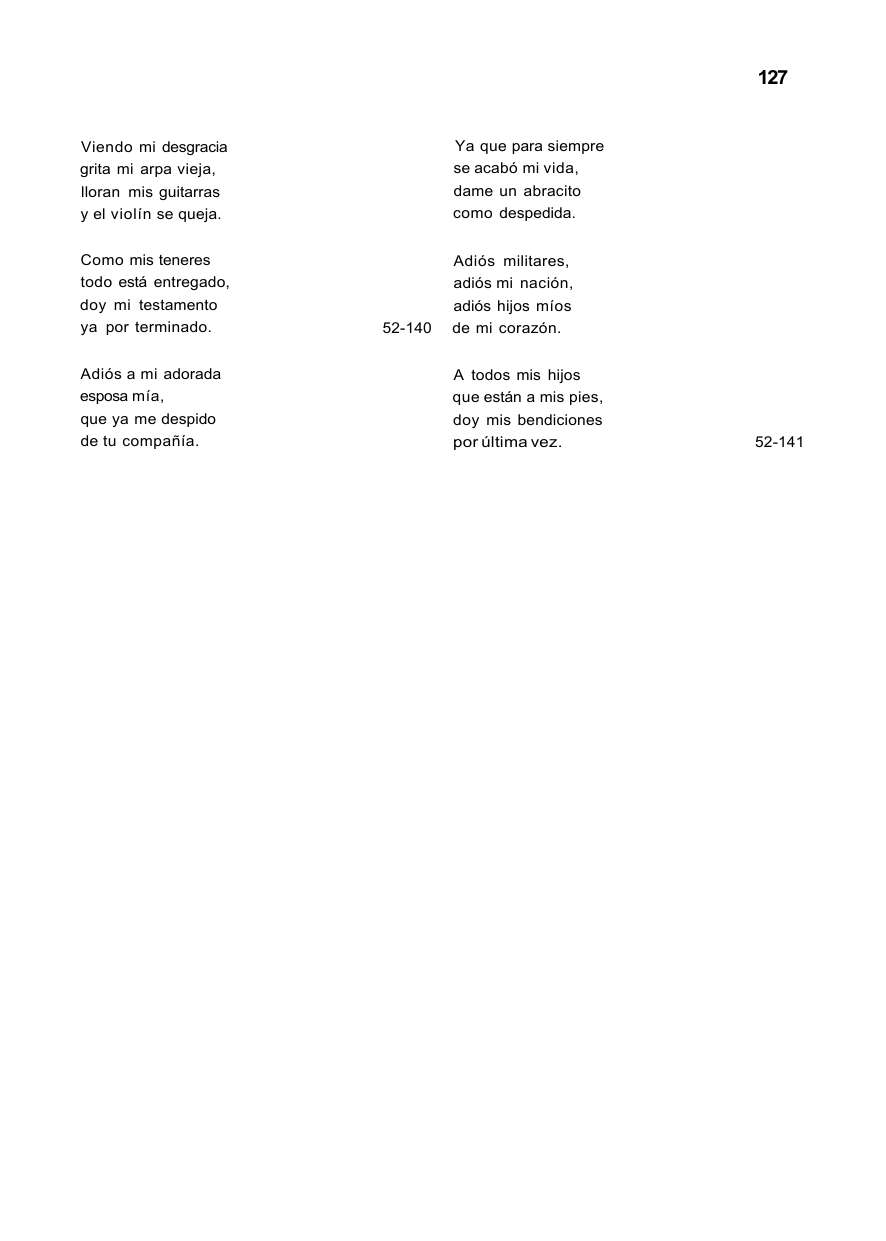 127
Viendo mi desgracia
grita mi arpa vieja,
lloran mis guitarras
y el violín se queja.
Como mis teneres
todo está entregado,
doy mi testamento
ya por terminado. 52-140
Adiós a mi adorada
esposa mía,
que ya me despido
de tu compañía.
Ya que para siempre
se acabó mi vida,
dame un abracito
como despedida.
Adiós militares,
adiós mi nación,
adiós hijos míos
de mi corazón.
A todos mis hijos
que están a mis pies,
doy mis bendiciones
por última vez. 52-141